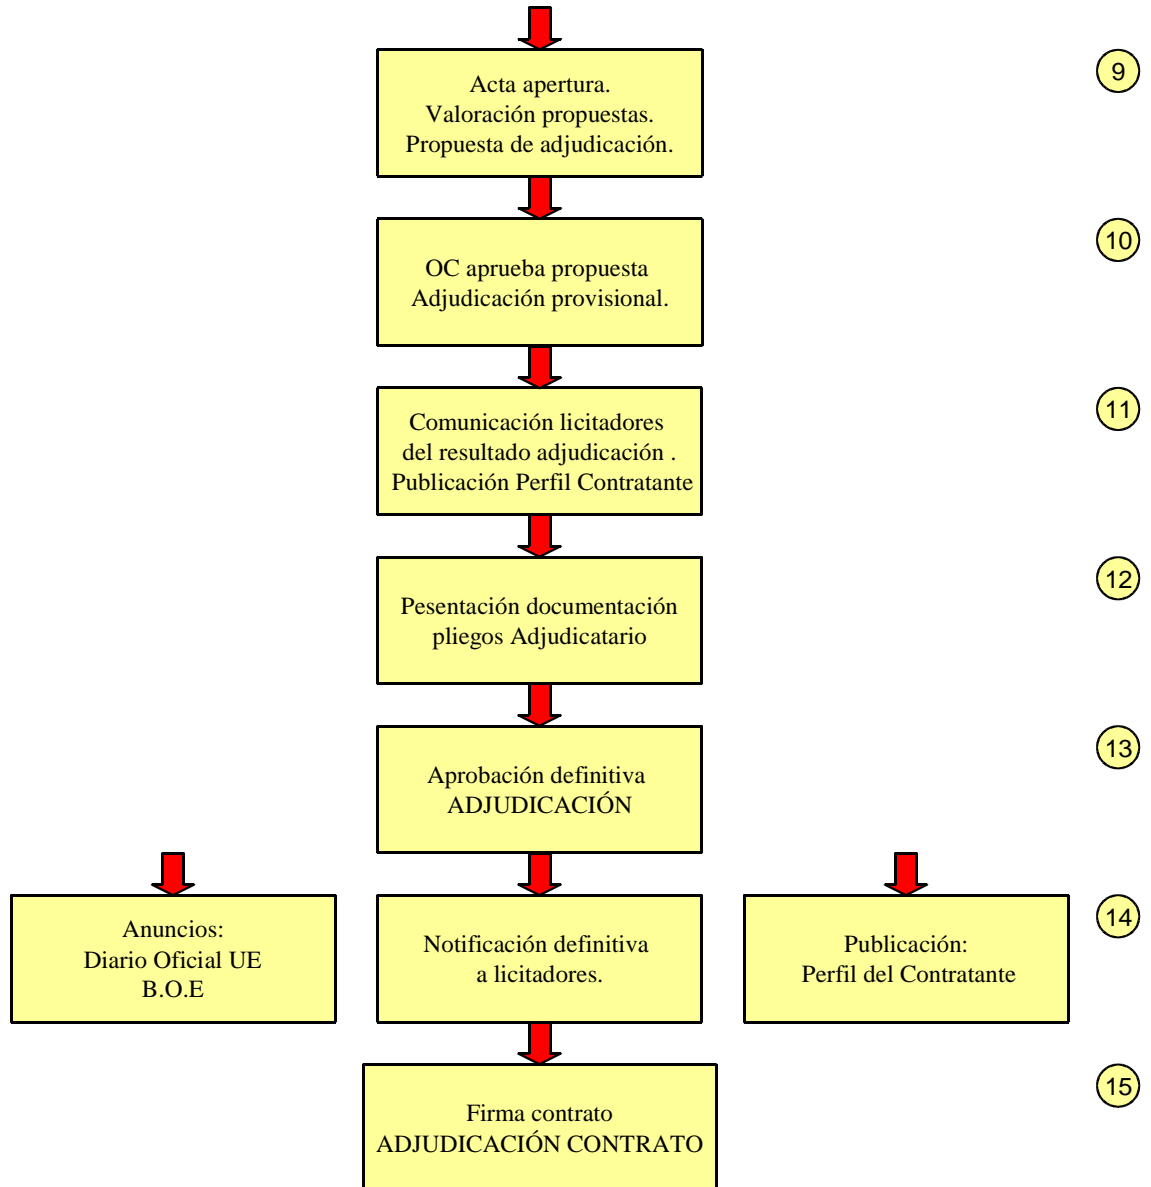 Acta apertura.
Valoración propuestas.
Propuesta de adjudicación.
9
OC aprueba propuesta
Adjudicación provisional.
10
Comunicación licitadores
del resultado adjudicación .
Publicación Perfil Contratante
11
Pesentación documentación
pliegos Adjudicatario
12
Aprobación definitiva
ADJUDICACIÓN
13
Anuncios:
Diario Oficial UE
B.O.E
Notificación definitiva
a licitadores.
Publicación:
Perfil del Contratante
14
Firma contrato
ADJUDICACIÓN CONTRATO
15